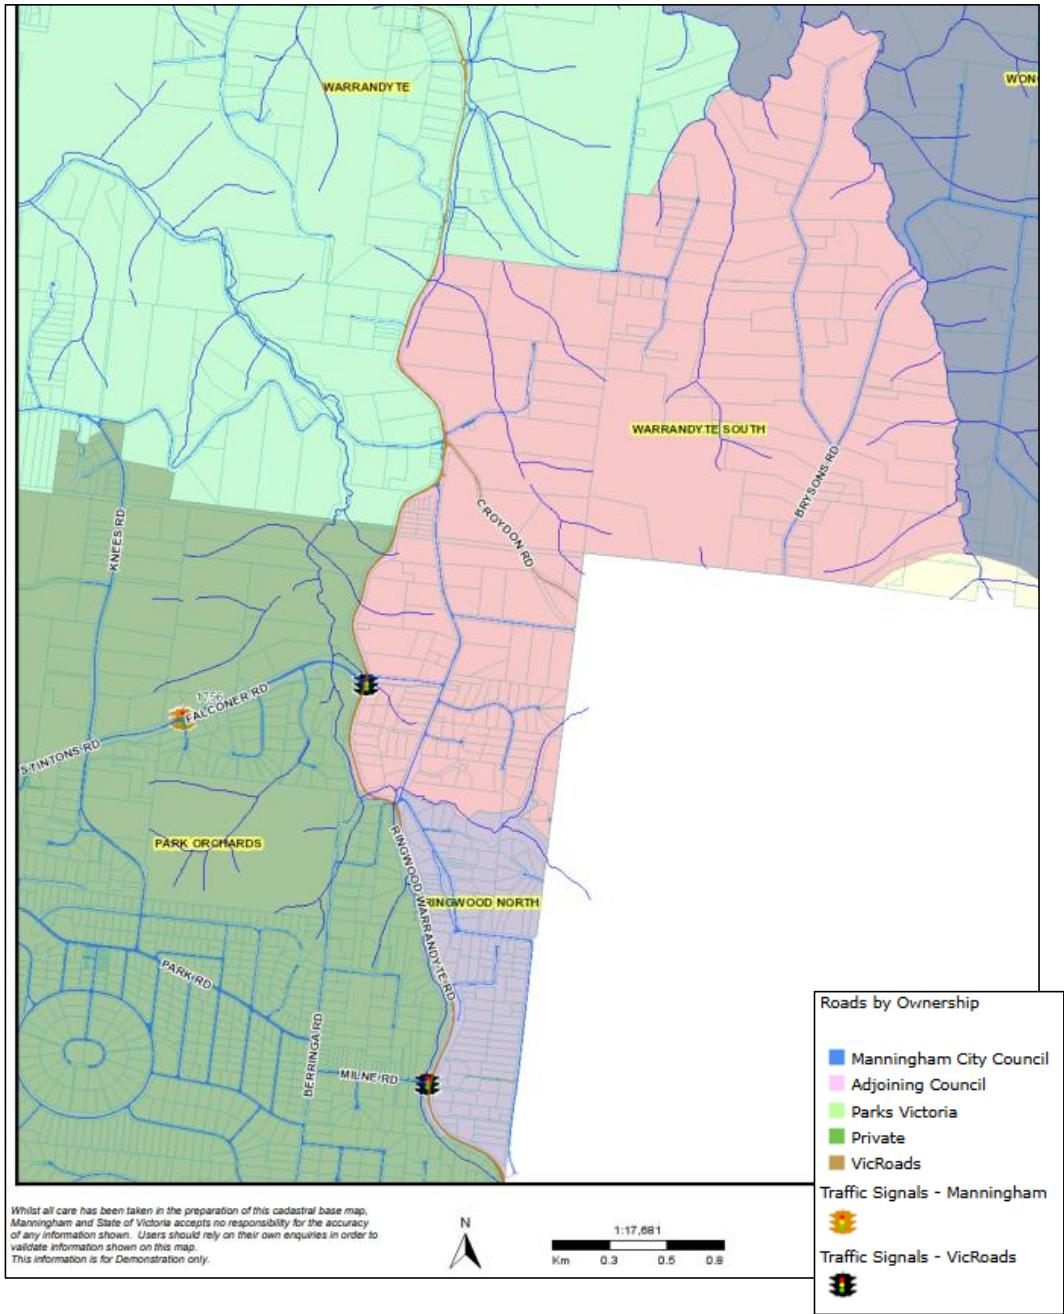 WARRANDYTE
WARRANDYTE SOUTH
BRYSONS RD
CROYDON RD
KNEES RD
1756
FALCONER RD
STINTONS RD
PARK ORCHARDS
RINGWOOD-WARRANDYTE RD
RINGWOOD NORTH
PARK RD
BERRINGA RD
MILNE RD
Roads by Ownership
Manningham City Council
Adjoining Council
Parks Victoria
Private
VicRoads
Traffic Signals - Manningham
Traffic Signals - VicRoads
Whilst all care has been taken in the preparation of this cadastral base map,
Manningham and State of Victoria accepts no responsibility for the accuracy
of any information shown. Users should rely on their own enquiries in order to
validate information shown on this map.
This information is for Demonstration only.
N
1:17,681
Km 0.3 0.5 0.8